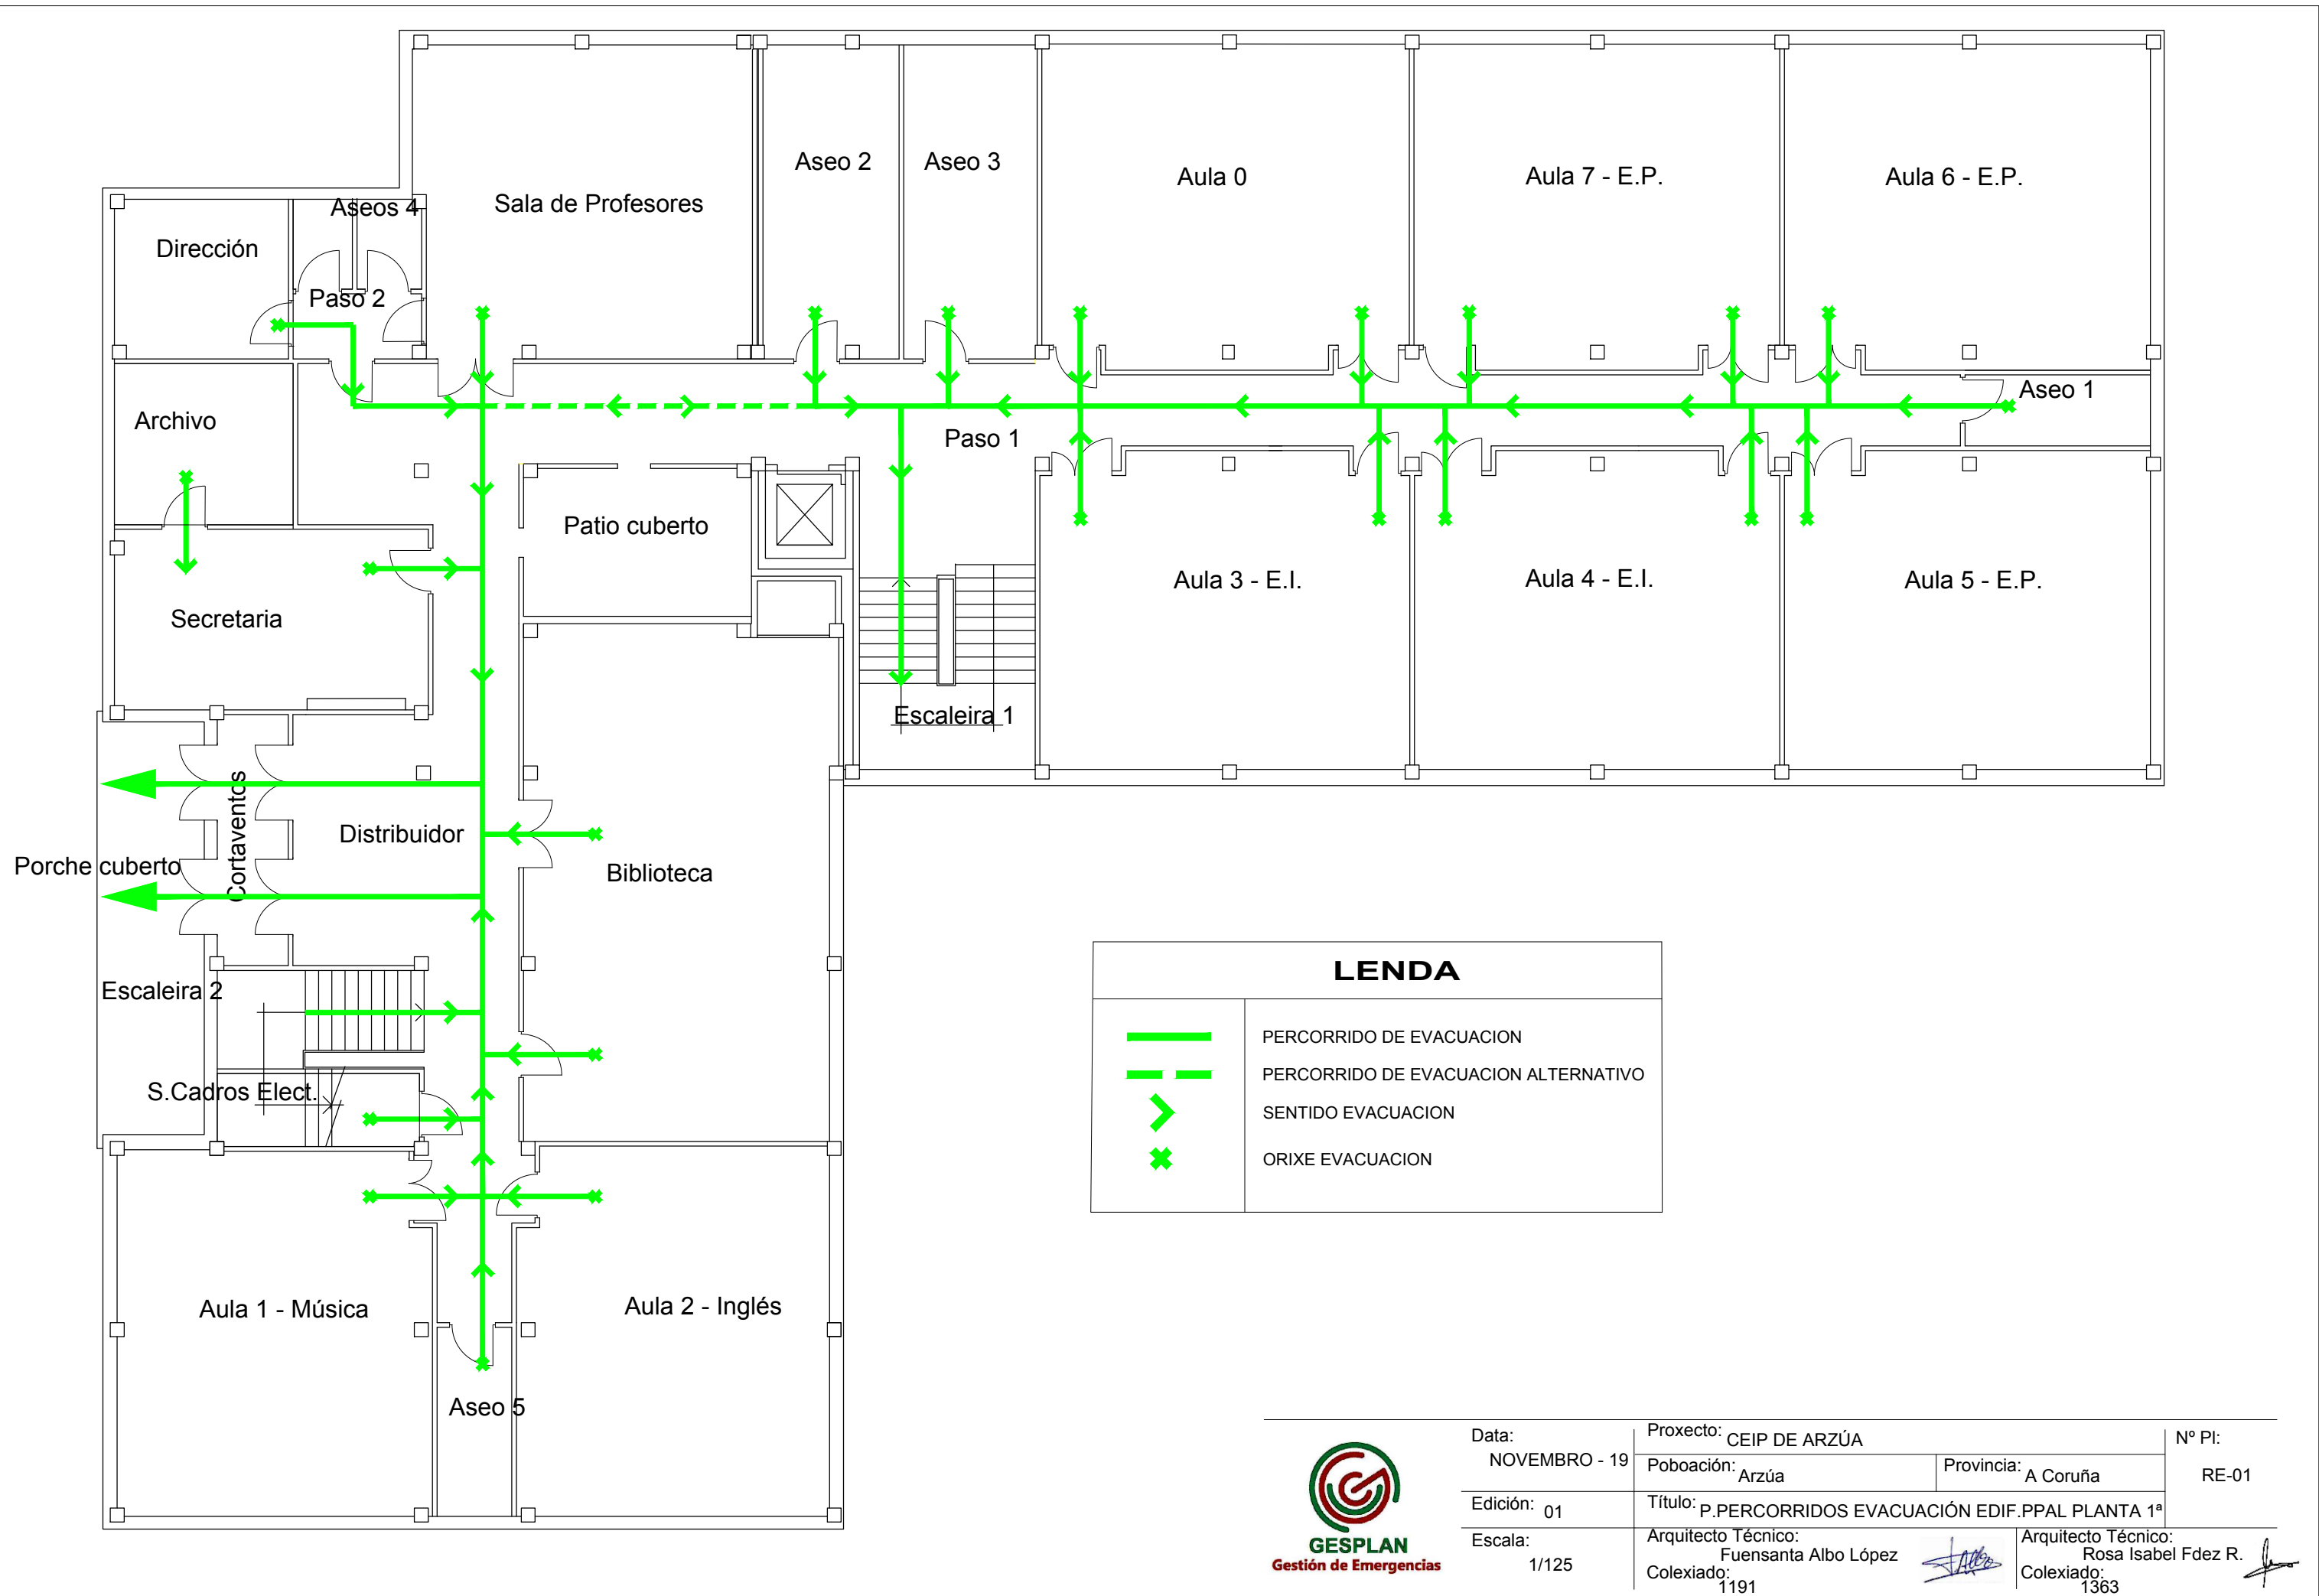 Aseo 2
Aseo 3
Aula 0
Aula 7 - E.P.
Aula 6 - E.P.
Sala de Profesores
Aseos 4
Dirección
Paso 2
Aseo 1
Archivo
Paso 1
Patio cuberto
Aula 3 - E.I.
Aula 4 - E.I.
Aula 5 - E.P.
Secretaria
Escaleira 1
Cortaventos
Distribuidor
Porche cuberto
Biblioteca
Escaleira 2
S.Cadros Elect.
Aula 1 - Música
Aula 2 - Inglés
Aseo 5
LENDA
PERCORRIDO DE EVACUACION
PERCORRIDO DE EVACUACION ALTERNATIVO
SENTIDO EVACUACION
ORIXE EVACUACION
GESPLAN
Gestión de Emergencias
Data:
NOVEMBRO - 19
Proxecto: CEIP DE ARZÚA
Nº Pl:
RE-01
Poboación: Arzúa
Provincia: A Coruña
Edición: 01
Título: P.PERCORRIDOS EVACUACIÓN EDIF.PPAL PLANTA 1ª
Escala:
1/125
Arquitecto Técnico:
Fuensanta Albo López
Colexiado:
1191
Arquitecto Técnico:
Rosa Isabel Fdez R.
Colexiado:
1363